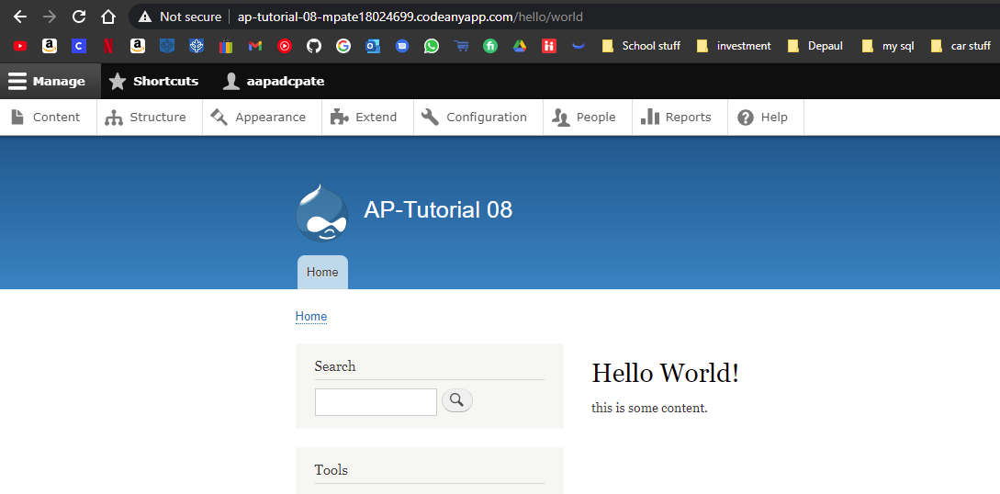 Not secure | ap-tutorial-08-mpate18024699.codeanyapp.com/hello/world
School stuff investment Depaul my sql car stuff
Manage Shortcuts aapadcpate
Content Structure Appearance Extend Configuration People Reports Help
AP-Tutorial 08
Home
Home
Search
Hello World!
this is some content.
Tools